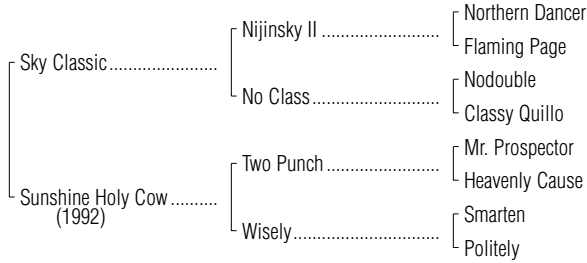 Northern Dancer
Nijinsky II
Flaming Page
Sky Classic
Nodouble
No Class
Classy Quillo
Mr. Prospector
Two Punch
Heavenly Cause
Sunshine Holy Cow
(1992)
Smarten
Wisely
Politely